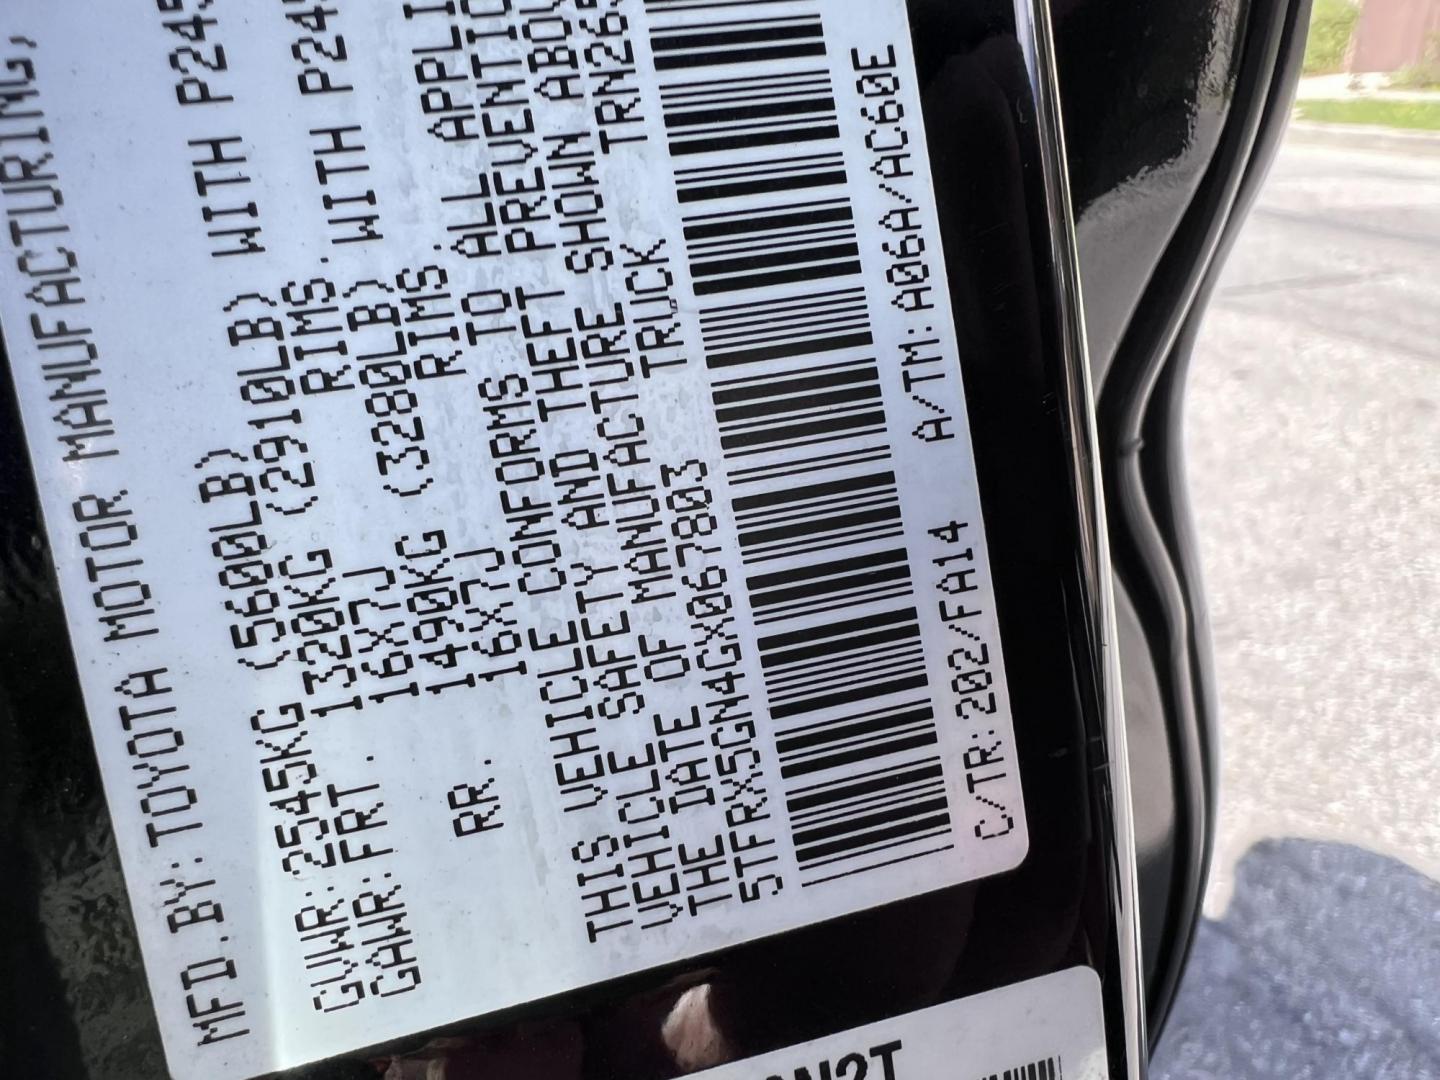 MFD.BY:TOYOTA MOTOR MANUFACTURING,
GVWR:2545KG (5600LB)
GAWR:FRT. 1320KG (2910LB) WITH P245
16X7J RIMS.
RR. 1490KG (3280LB) WITH P245
16X7J RIMS.
THIS VEHICLE CONFORMS TO ALL APPLI
VEHICLE SAFETY AND THEFT PREVENTIO
THE DATE OF MANUFACTURE SHOWN ABOV
5TFRX5GN4GX067803 TRUCK TRN265
C/TR:202/FA14 A/TM:A06A/AC60E
N2T